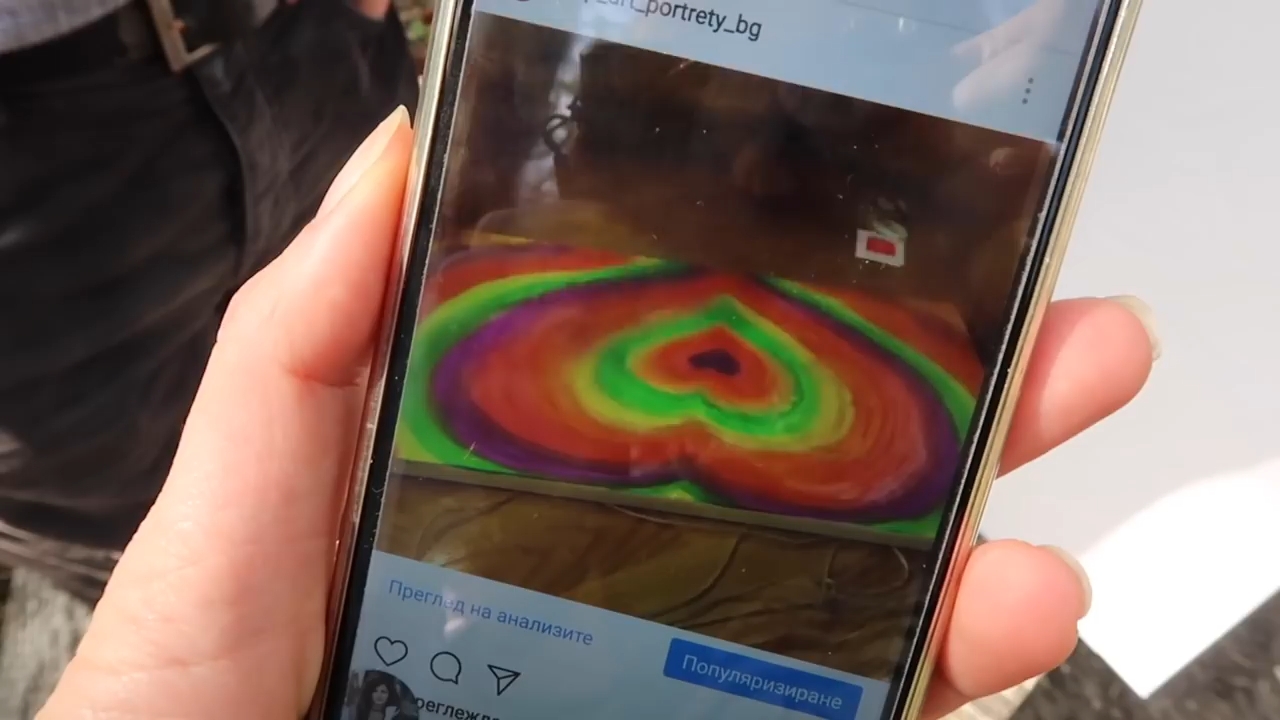 portrety_bg
Преглед на анализите
Популяризиране